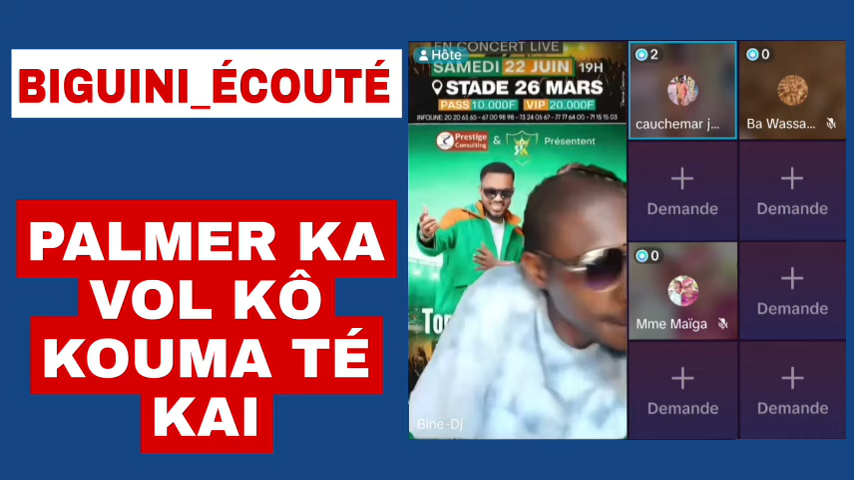 BIGUINI_ÉCOUTÉ
PALMER KA
VOL KÔ
KOUMA TÉ
KAI
Hôte
EN CONCERT LIVE
SAMEDI 22 JUIN 19H
STADE 26 MARS
PASS 10.000F VIP 20.000F
Prestige Consulting & Présentent
Bine-Dj
2
cauchemar j...
0
Ba Wassa...
Demande
Demande
0
Mme Maïga
Demande
Demande
Demande